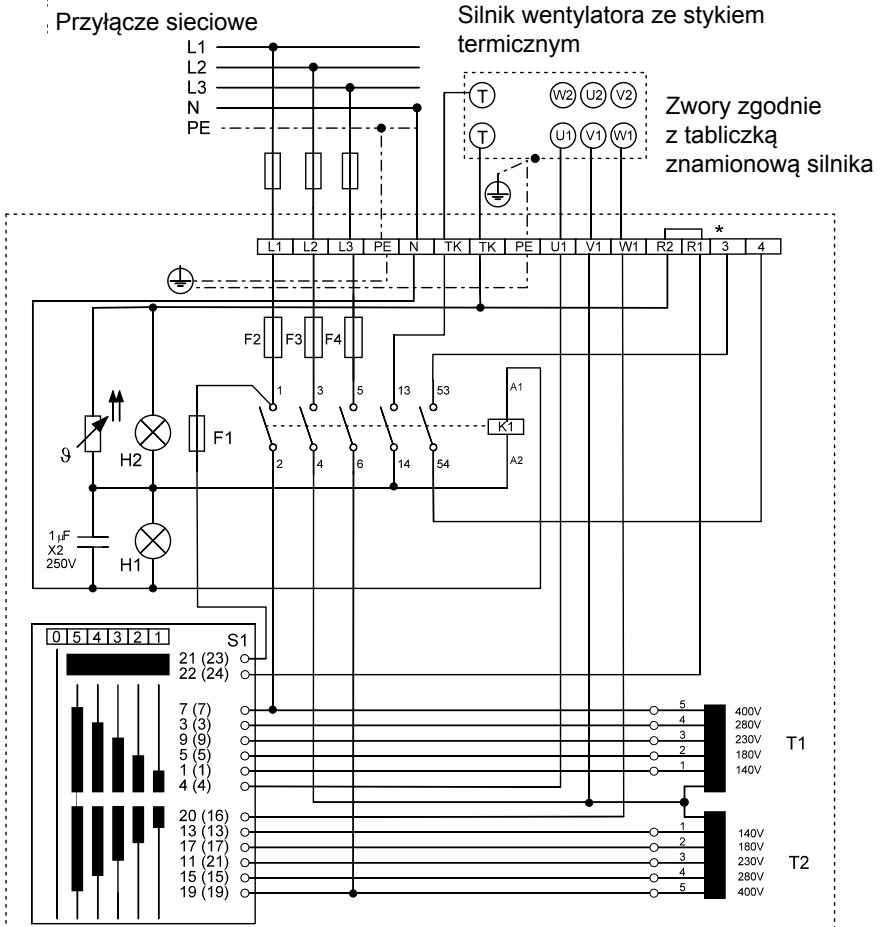 Przyłącze sieciowe
Silnik wentylatora ze stykiem
termicznym
L1
L2
L3
N
PE
T W2 U2 V2
T U1 V1 W1
Zwory zgodnie
z tabliczką
znamionową silnika
*
L1 L2 L3 PE N TK TK PE U1 V1 W1 R2 R1 3 4
F2 F3 F4
1 3 5 13 53 A1
F1
K1
ϑ
H2
2 4 6 14 54 A2
1 µF
X2
250V
H1
0 5 4 3 2 1
S1
21 (23)
22 (24)
7 (7) 5 400V
3 (3) 4 280V
9 (9) 3 230V
5 (5) 2 180V
1 (1) 1 140V
4 (4)
T1
20 (16)
13 (13) 1 140V
17 (17) 2 180V
11 (21) 3 230V
15 (15) 4 280V
19 (19) 5 400V
T2